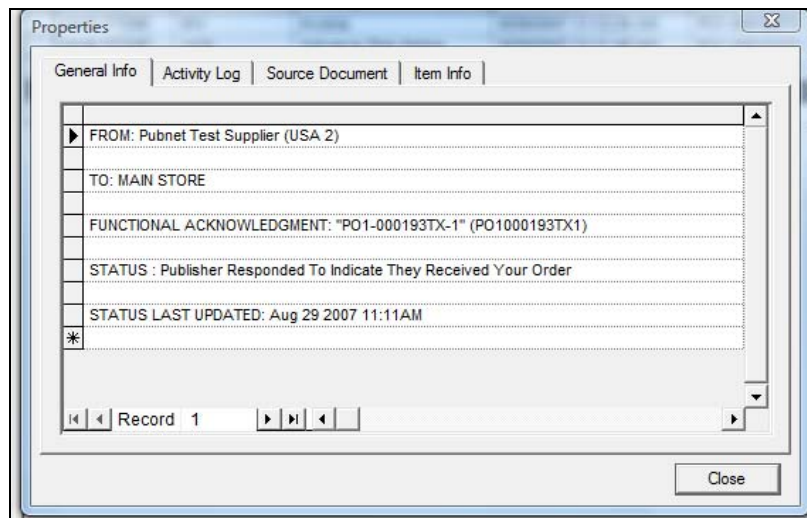 Properties
General Info Activity Log Source Document Item Info
FROM: Pubnet Test Supplier (USA 2)
TO: MAIN STORE
FUNCTIONAL ACKNOWLEDGMENT: "PO1-000193TX-1" (PO1000193TX1)
STATUS : Publisher Responded To Indicate They Received Your Order
STATUS LAST UPDATED: Aug 29 2007 11:11AM
Record 1
Close